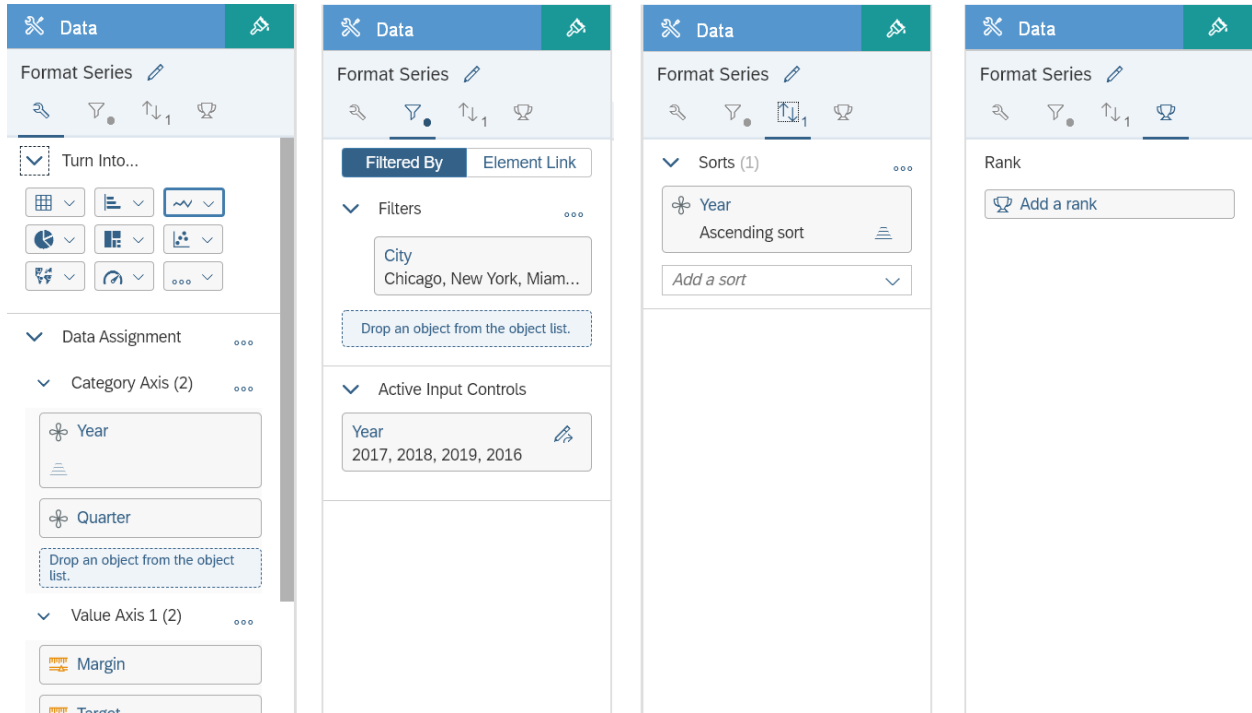 Data
Format Series
1
Turn Into...
Data Assignment
Category Axis (2)
Year
Quarter
Drop an object from the object
list.
Value Axis 1 (2)
Margin
Target
Data
Format Series
1
Filtered By
Element Link
Filters
City
Chicago, New York, Miam...
Drop an object from the object list.
Active Input Controls
Year
2017, 2018, 2019, 2016
Data
Format Series
1
Sorts (1)
Year
Ascending sort
Add a sort
Data
Format Series
1
Rank
Add a rank